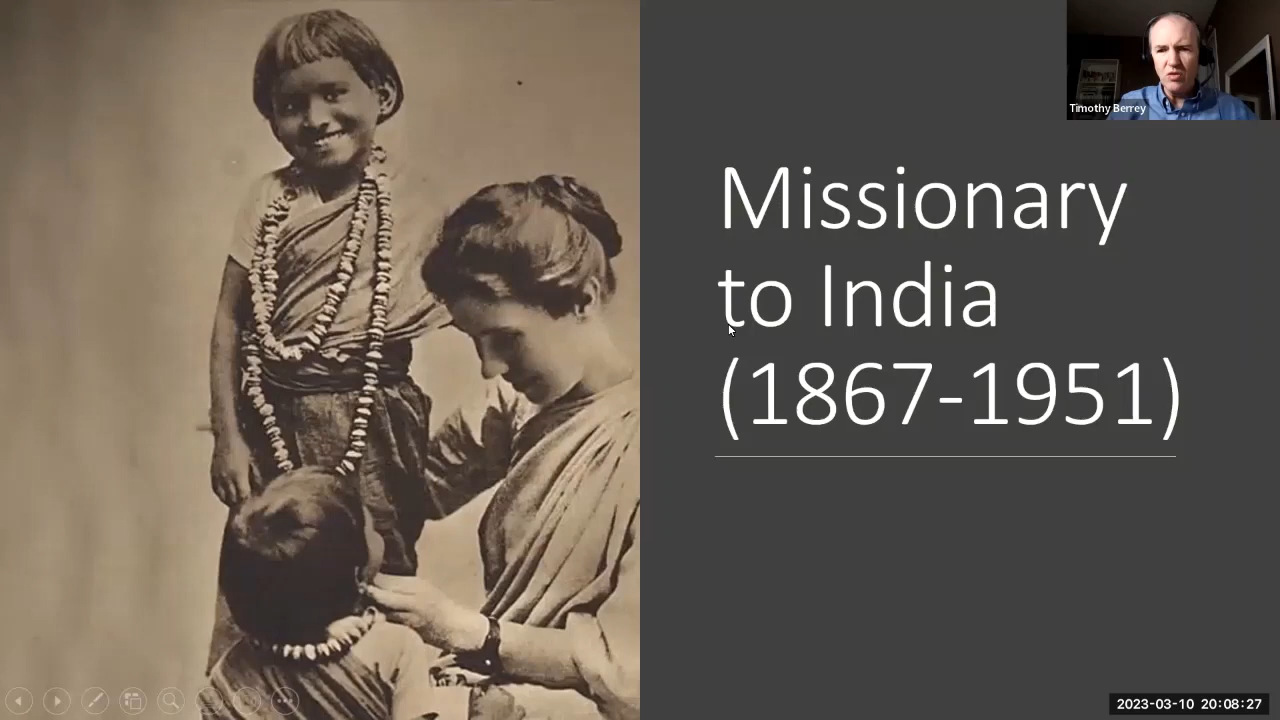 Timothy Berrey
Missionary
to India
(1867-1951)
2023-03-10 20:08:27